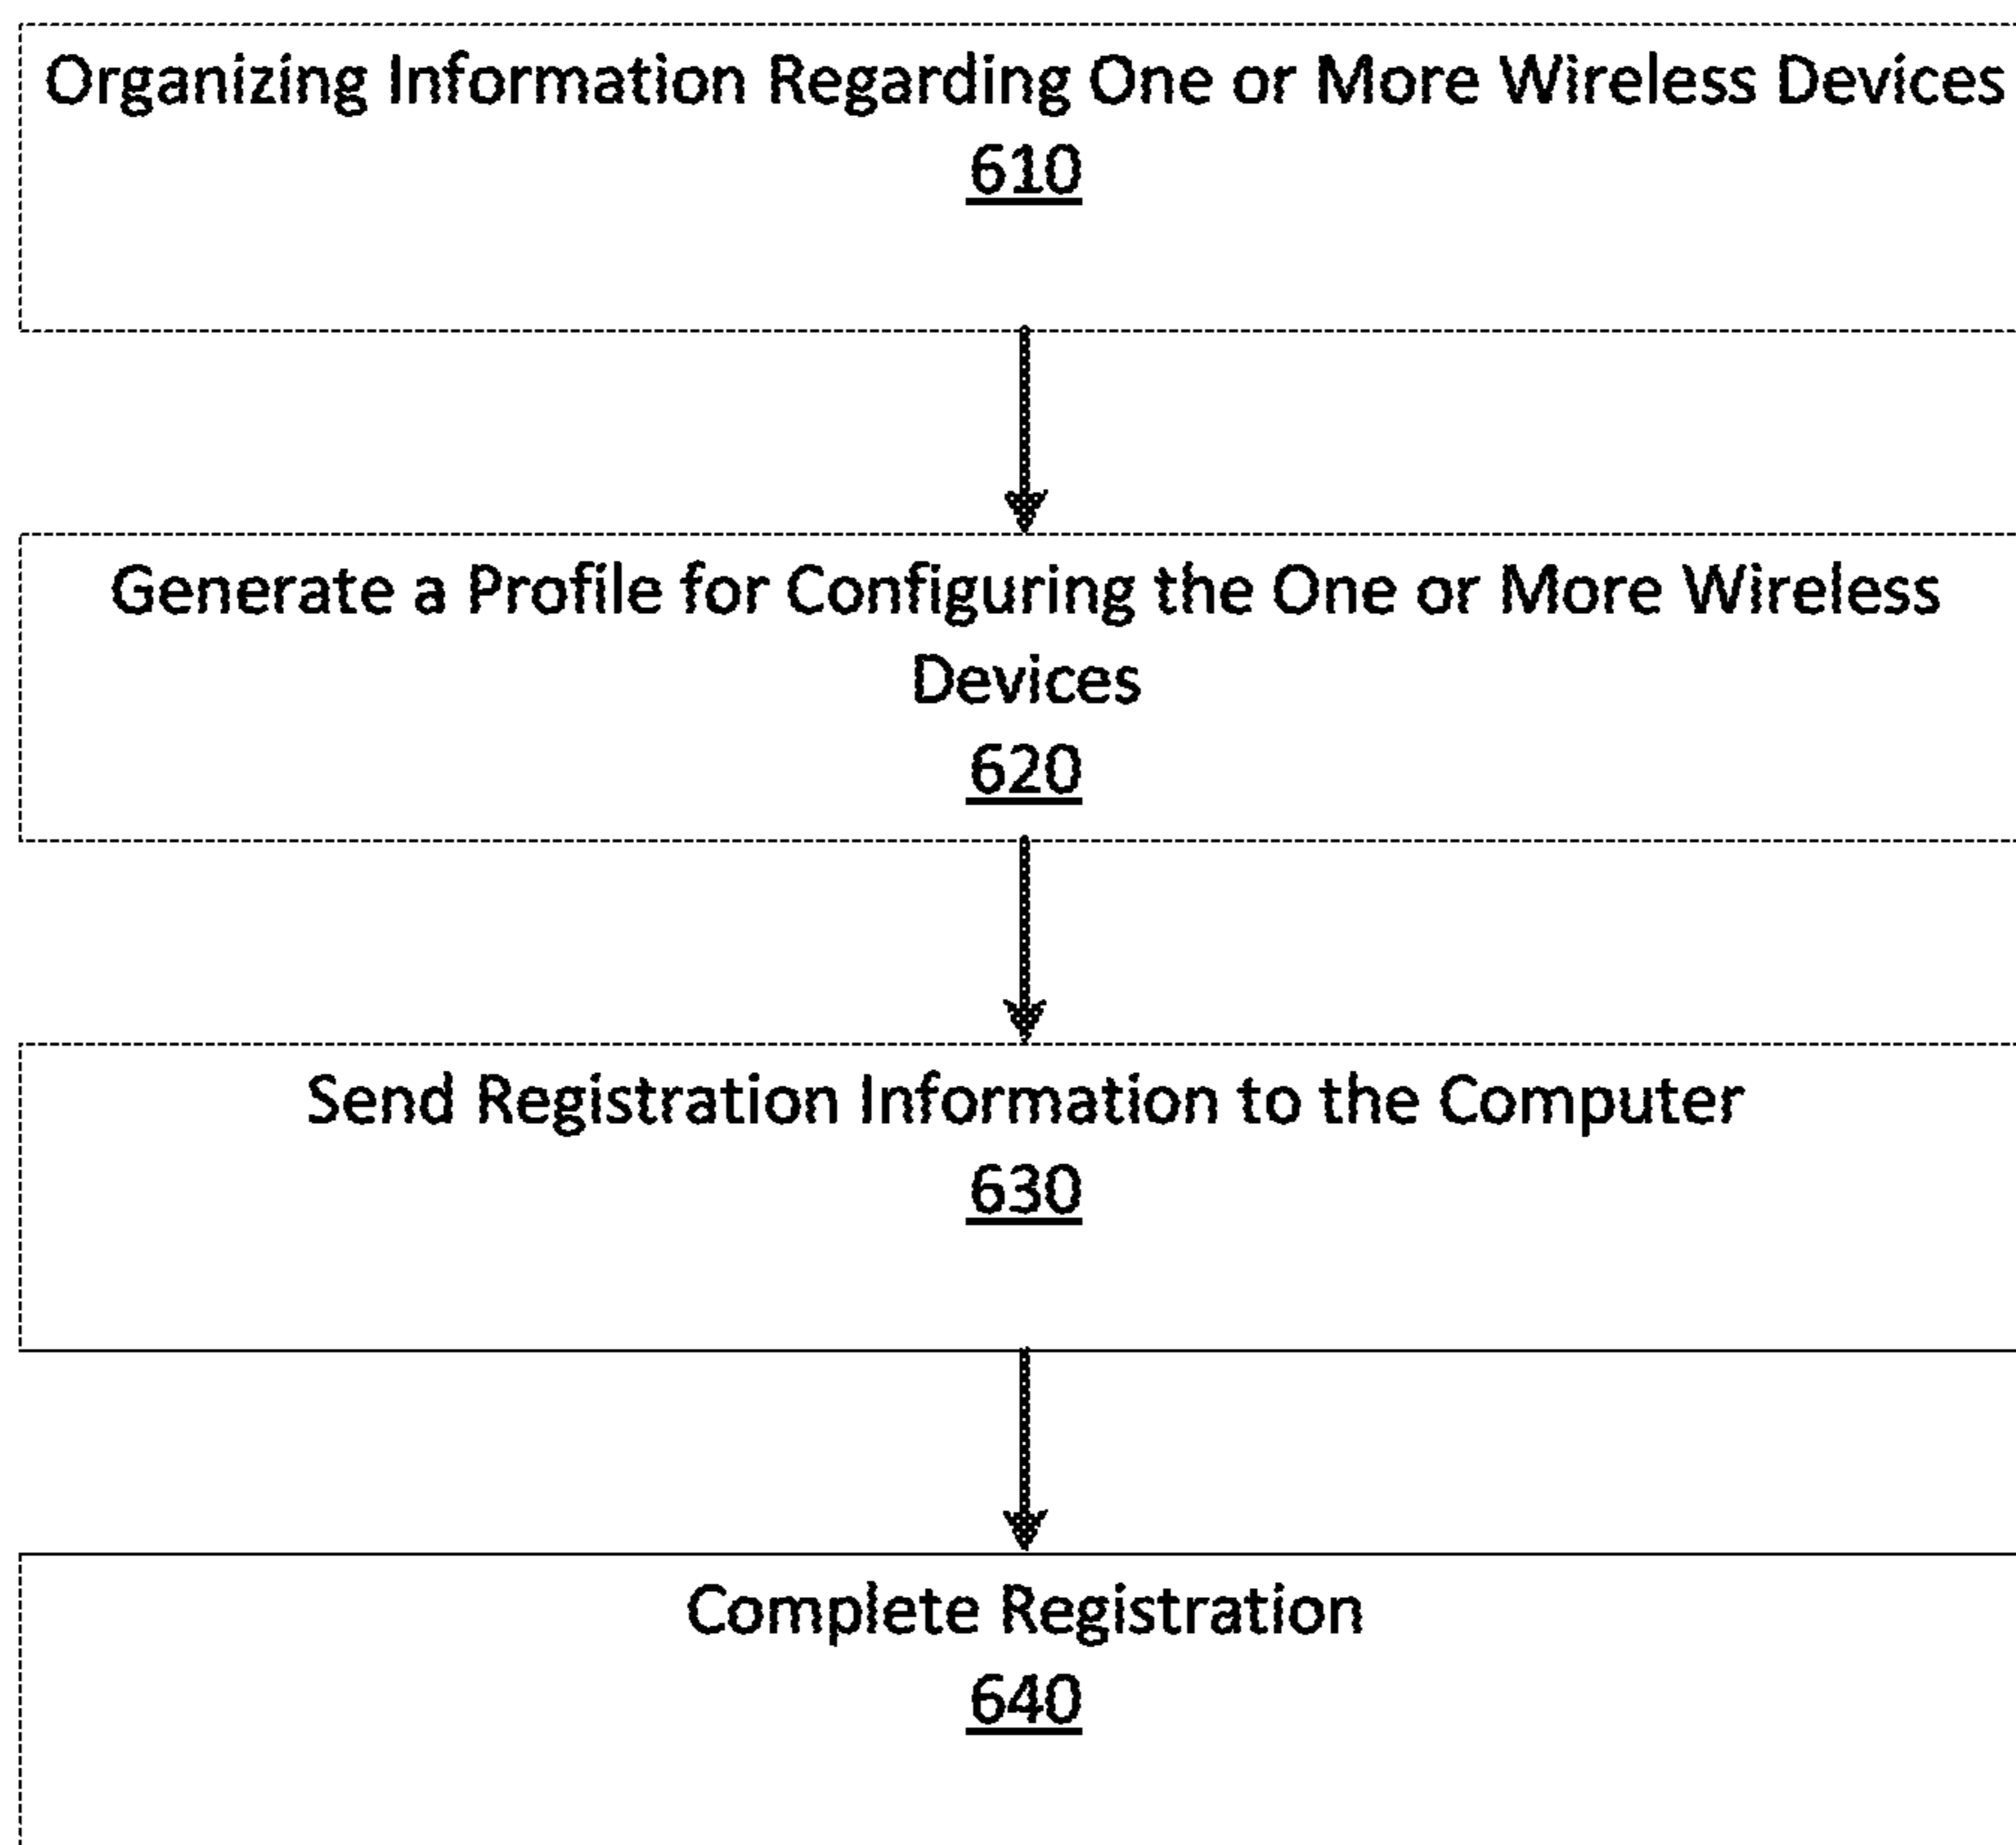 Organizing Information Regarding One or More Wireless Devices
610
Generate a Profile for Configuring the One or More Wireless
Devices
620
Send Registration Information to the Computer
630
Complete Registration
640